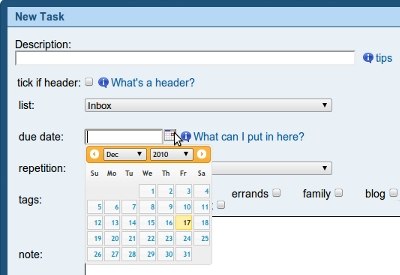 New Task
Description:
tips
tick if header: What's a header?
list: Inbox
due date: What can I put in here?
Dec 2010
repetition:
Su Mo Tu We Th Fr Sa
1 2 3 4
tags: errands family blog
5 6 7 8 9 10 11
12 13 14 15 16 17 18
19 20 21 22 23 24 25
note:
26 27 28 29 30 31